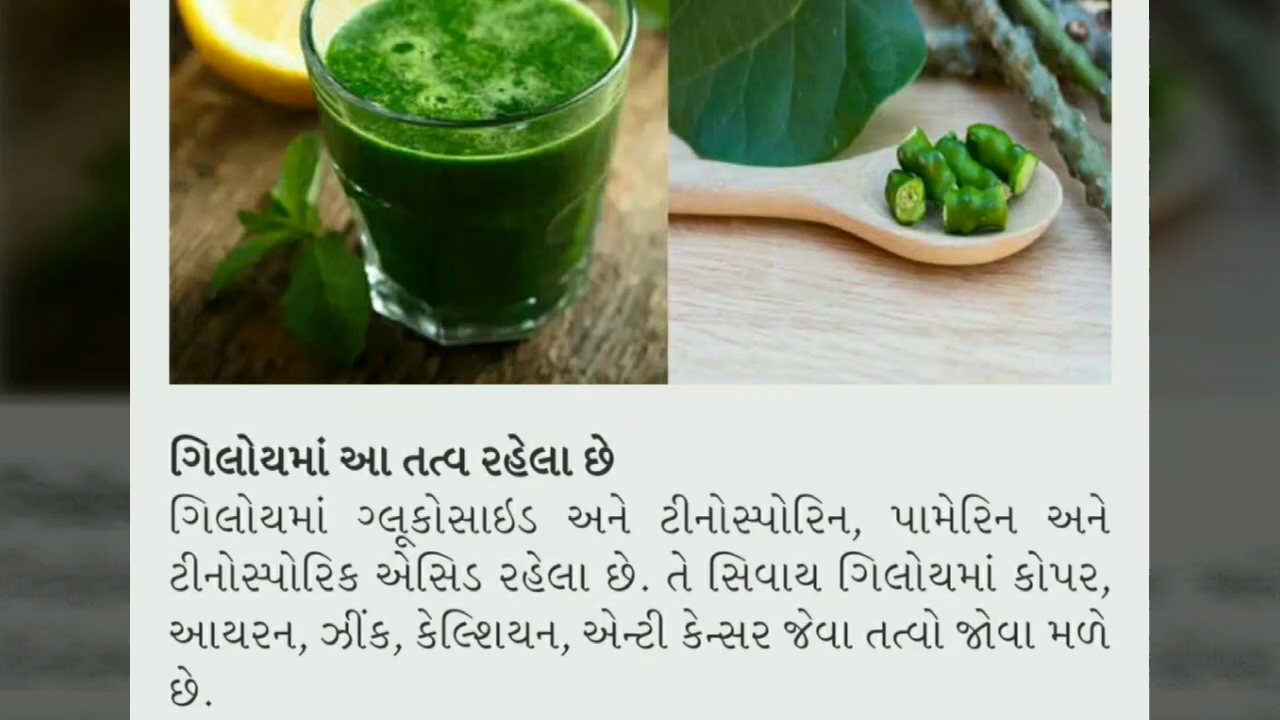 ગિલોયમાં આ તત્વ રહેલા છે
ગિલોયમાં ગ્લૂકોસાઇડ અને ટીનોસ્પોરિન, પામેરિન અને
ટીનોસ્પોરિક એસિડ રહેલા છે. તે સિવાય ગિલોયમાં કોપર,
આયરન, ઝીંક, કેલ્શિયન, એન્ટી કેન્સર જેવા તત્વો જોવા મળે
છે.